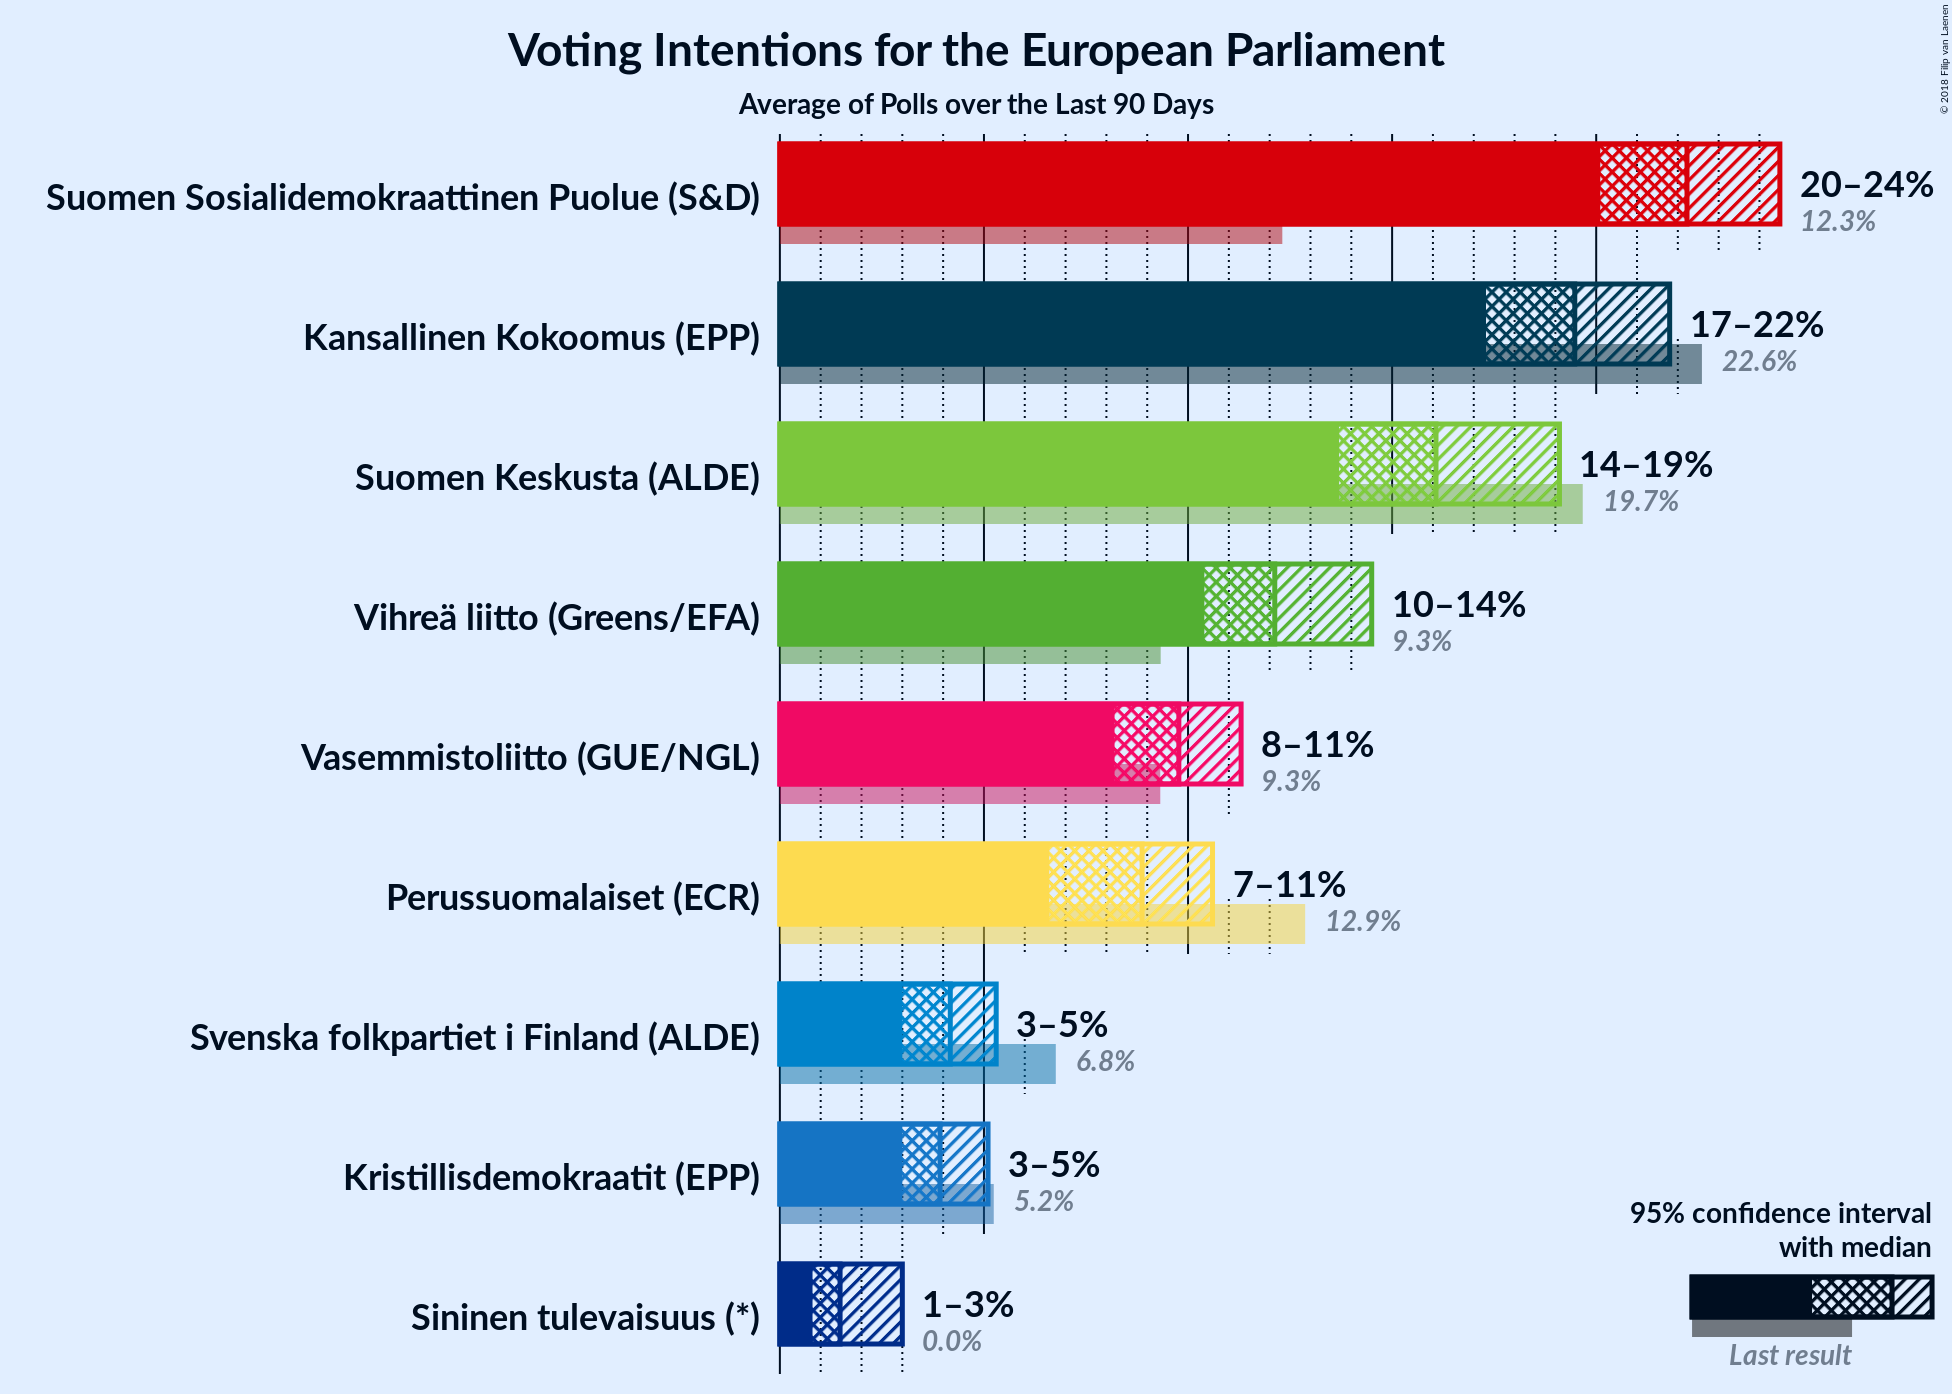 Voting Intentions for the European Parliament
Average of Polls over the Last 90 Days
© 2018 Filip van Laenen
Suomen Sosialidemokraattinen Puolue (S&D)
20–24%
12.3%
Kansallinen Kokoomus (EPP)
17–22%
22.6%
Suomen Keskusta (ALDE)
14–19%
19.7%
Vihreä liitto (Greens/EFA)
10–14%
9.3%
Vasemmistoliitto (GUE/NGL)
8–11%
9.3%
Perussuomalaiset (ECR)
7–11%
12.9%
Svenska folkpartiet i Finland (ALDE)
3–5%
6.8%
Kristillisdemokraatit (EPP)
3–5%
5.2%
Sininen tulevaisuus (*)
1–3%
0.0%
95% confidence interval
with median
Last result